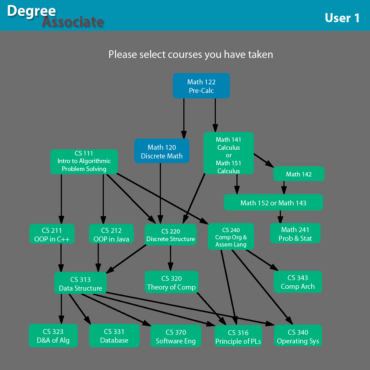 Degree
Associate
User 1
Please select courses you have taken
Math 122
Pre-Calc
Math 120
Discrete Math
Math 141
Calculus
or
Math 151
Calculus
CS 111
Intro to Algorithmic
Problem Solving
Math 142
Math 152 or Math 143
CS 211
OOP in C++
CS 212
OOP in Java
CS 220
Discrete Structure
CS 240
Comp Org &
Assem Lang
Math 241
Prob & Stat
CS 313
Data Structure
CS 320
Theory of Comp
CS 343
Comp Arch
CS 323
D&A of Alg
CS 331
Database
CS 370
Software Eng
CS 316
Principle of PLs
CS 340
Operating Sys